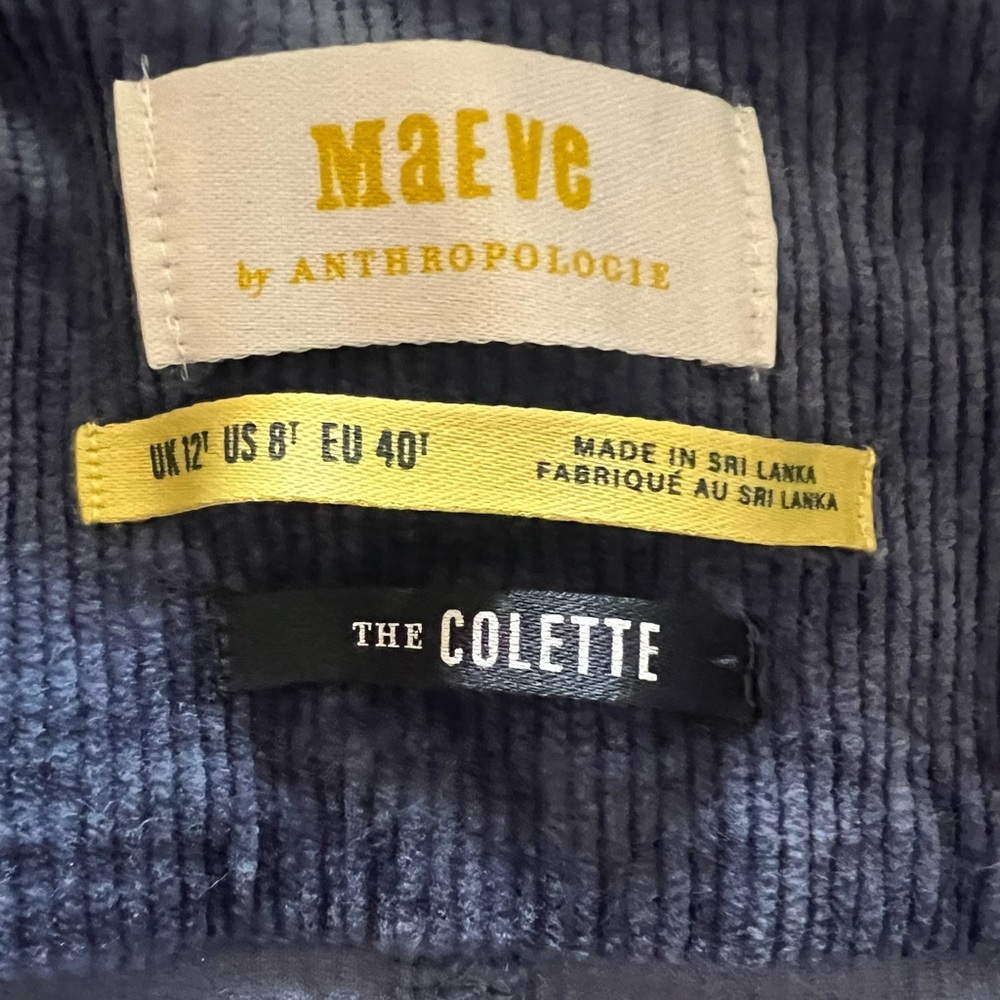 MaEve
by ANTHROPOLOGIE
UK 12ᵀ US 8ᵀ EU 40ᵀ
MADE IN SRI LANKA
FABRIQUÉ AU SRI LANKA
THE COLETTE